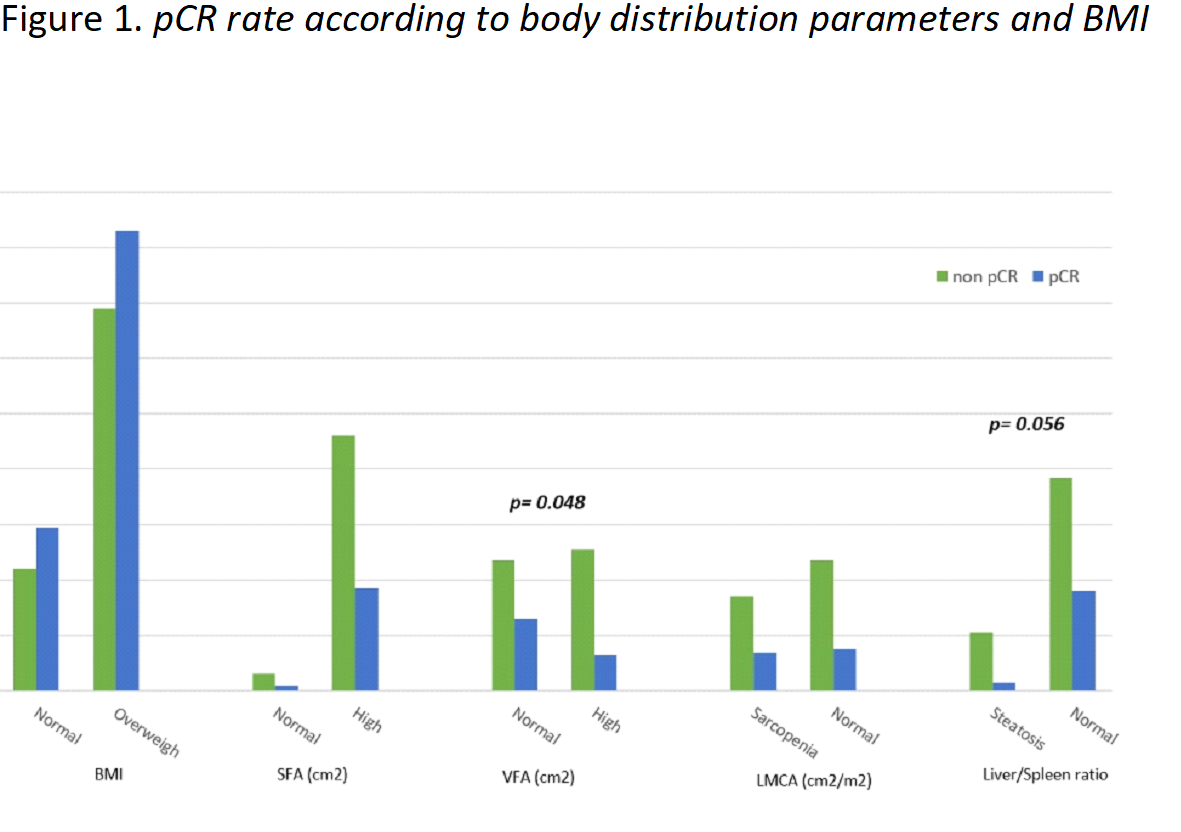 Figure 1. pCR rate according to body distribution parameters and BMI
non pCR pCR
p= 0.056
p= 0.048
Normal Overweigh Normal High Normal High Sarcopenia Normal Steatosis Normal
BMI SFA (cm2) VFA (cm2) LMCA (cm2/m2) Liver/Spleen ratio